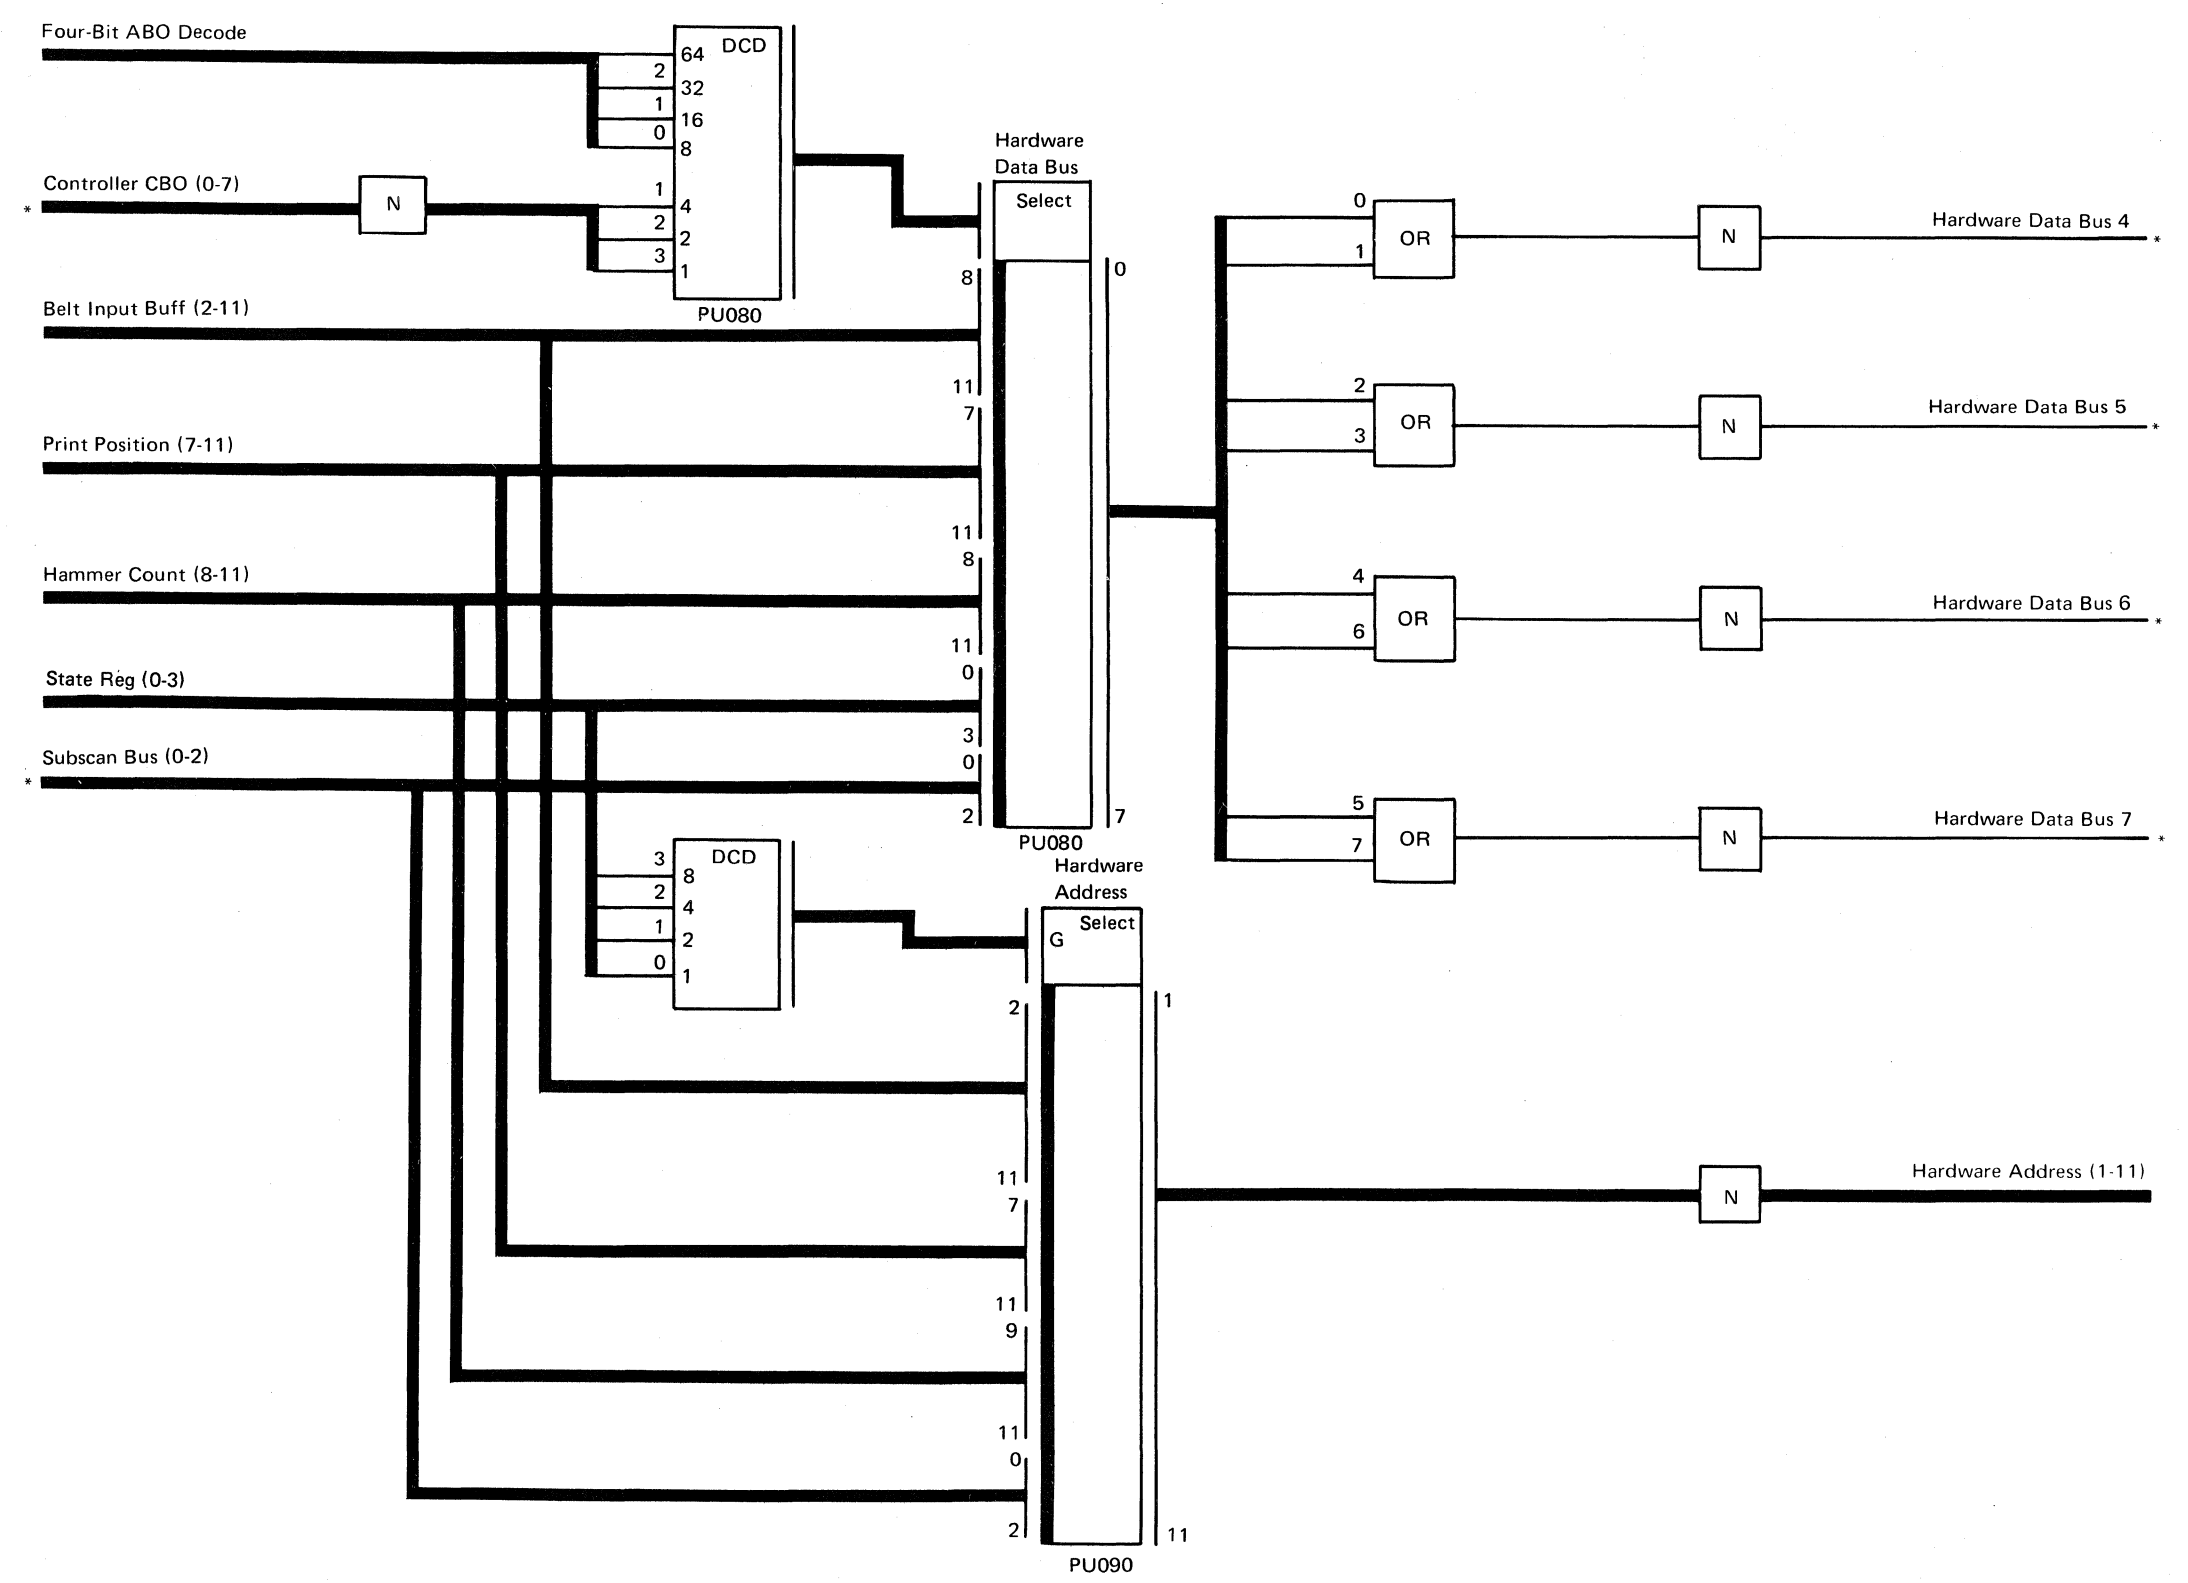 Four-Bit ABO Decode
DCD
64
2
32
1
16
0
8
Controller CBO (0-7)
*
N
1
4
2
2
3
1
PU080
Hardware
Data Bus
Select
Belt Input Buff (2-11)
8
11
Print Position (7-11)
7
11
Hammer Count (8-11)
8
11
State Reg (0-3)
0
3
Subscan Bus (0-2)
*
0
2
0
7
PU080
0
1
OR
N
Hardware Data Bus 4
*
2
3
OR
N
Hardware Data Bus 5
*
4
6
OR
N
Hardware Data Bus 6
*
5
7
OR
N
Hardware Data Bus 7
*
DCD
3
8
2
4
1
2
0
1
Hardware
Address
Select
G
2
11
7
11
9
11
0
2
1
11
PU090
N
Hardware Address (1-11)